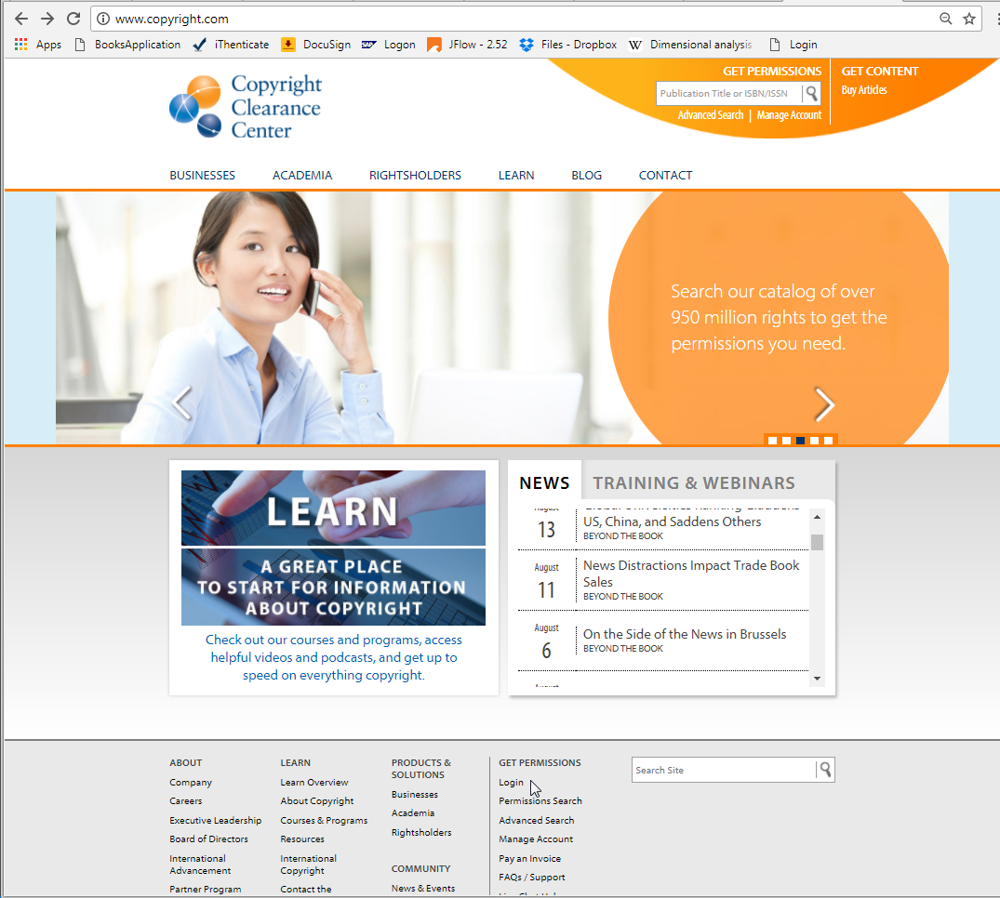 www.copyright.com
Apps BooksApplication iThenticate DocuSign SAP Logon JFlow - 2.52 Files - Dropbox W Dimensional analysis Login
Copyright
Clearance
Center
GET PERMISSIONS
Publication Title or ISBN/ISSN
Advanced Search | Manage Account
GET CONTENT
Buy Articles
BUSINESSES ACADEMIA RIGHTSHOLDERS LEARN BLOG CONTACT
Search our catalog of over
950 million rights to get the
permissions you need.
LEARN
A GREAT PLACE
TO START FOR INFORMATION
ABOUT COPYRIGHT
Check out our courses and programs, access
helpful videos and podcasts, and get up to
speed on everything copyright.
NEWS TRAINING & WEBINARS
August
13
US, China, and Saddens Others
BEYOND THE BOOK
August
11
News Distractions Impact Trade Book
Sales
BEYOND THE BOOK
August
6
On the Side of the News in Brussels
BEYOND THE BOOK
ABOUT
Company
Careers
Executive Leadership
Board of Directors
International
Advancement
Partner Program
LEARN
Learn Overview
About Copyright
Courses & Programs
Resources
International
Copyright
Contact the
PRODUCTS &
SOLUTIONS
Businesses
Academia
Rightsholders
COMMUNITY
News & Events
GET PERMISSIONS
Login
Permissions Search
Advanced Search
Manage Account
Pay an Invoice
FAQs / Support
Search Site